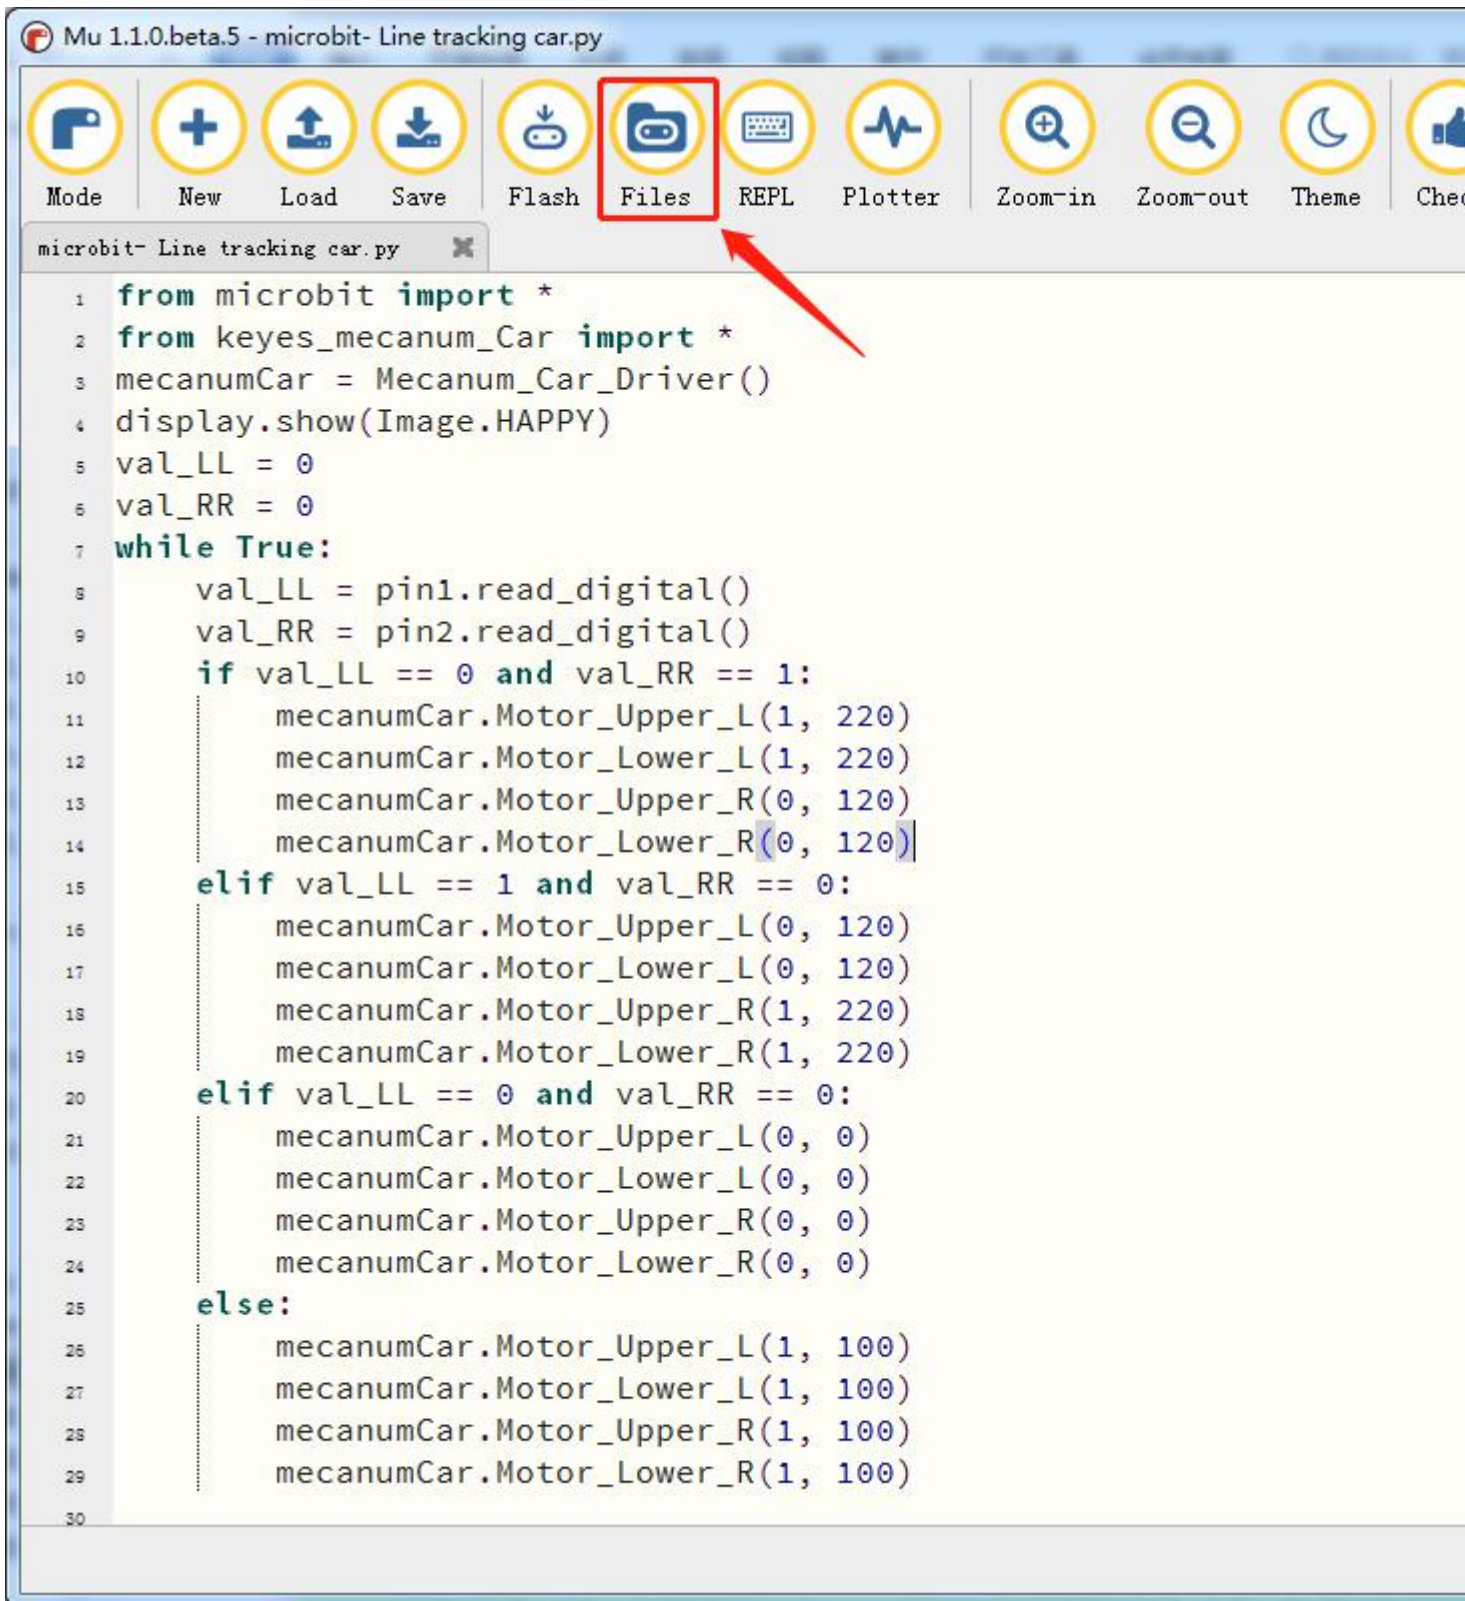 Mu 1.1.0.beta.5 - microbit- Line tracking car.py
Mode New Load Save Flash Files REPL Plotter Zoom-in Zoom-out Theme
microbit- Line tracking car.py
1 from microbit import *
2 from keyes_mecanum_Car import *
3 mecanumCar = Mecanum_Car_Driver()
4 display.show(Image.HAPPY)
5 val_LL = 0
6 val_RR = 0
7 while True:
8     val_LL = pin1.read_digital()
9     val_RR = pin2.read_digital()
10     if val_LL == 0 and val_RR == 1:
11         mecanumCar.Motor_Upper_L(1, 220)
12         mecanumCar.Motor_Lower_L(1, 220)
13         mecanumCar.Motor_Upper_R(0, 120)
14         mecanumCar.Motor_Lower_R(0, 120)
15     elif val_LL == 1 and val_RR == 0:
16         mecanumCar.Motor_Upper_L(0, 120)
17         mecanumCar.Motor_Lower_L(0, 120)
18         mecanumCar.Motor_Upper_R(1, 220)
19         mecanumCar.Motor_Lower_R(1, 220)
20     elif val_LL == 0 and val_RR == 0:
21         mecanumCar.Motor_Upper_L(0, 0)
22         mecanumCar.Motor_Lower_L(0, 0)
23         mecanumCar.Motor_Upper_R(0, 0)
24         mecanumCar.Motor_Lower_R(0, 0)
25     else:
26         mecanumCar.Motor_Upper_L(1, 100)
27         mecanumCar.Motor_Lower_L(1, 100)
28         mecanumCar.Motor_Upper_R(1, 100)
29         mecanumCar.Motor_Lower_R(1, 100)
30